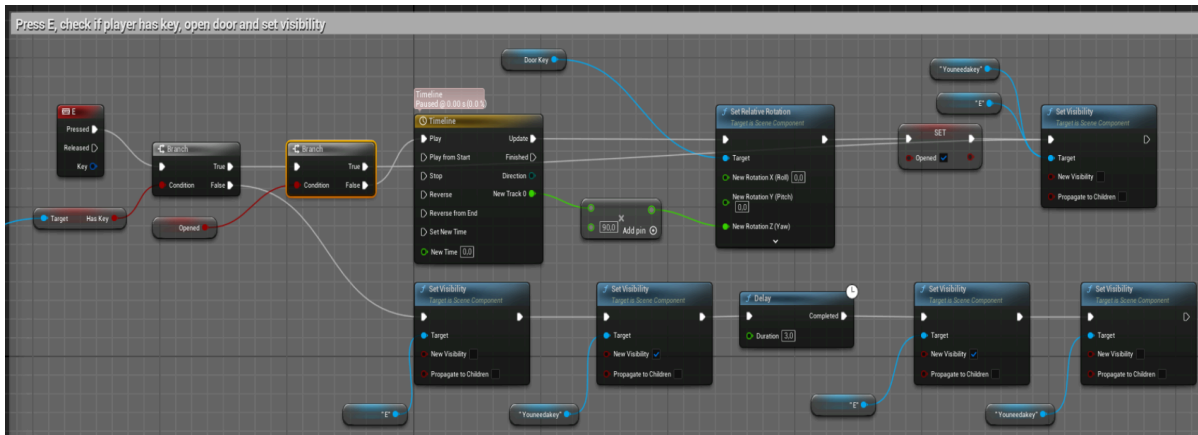 Press E, check if player has key, open door and set visibility
E
Pressed
Released
Key
Target Has Key
Branch
True
Condition False
Opened
Branch
True
Condition False
Timeline
Paused @ 0.00 s (0.0 %
Timeline
Play Update
Play from Start Finished
Stop Direction
Reverse New Track 0
Reverse from End
Set New Time
New Time 0,0
Door Key
X
90,0 Add pin
Set Relative Rotation
Target is Scene Component
Target
New Rotation X (Roll) 0,0
New Rotation Y (Pitch)
0,0
New Rotation Z (Yaw)
SET
Opened
"Youneedakey"
"E"
Set Visibility
Target is Scene Component
Target
New Visibility
Propagate to Children
Set Visibility
Target is Scene Component
Target
New Visibility
Propagate to Children
"E"
Set Visibility
Target is Scene Component
Target
New Visibility
Propagate to Children
"Youneedakey"
Delay
Completed
Duration 3,0
Set Visibility
Target is Scene Component
Target
New Visibility
Propagate to Children
"E"
Set Visibility
Target is Scene Component
Target
New Visibility
Propagate to Children
"Youneedakey"